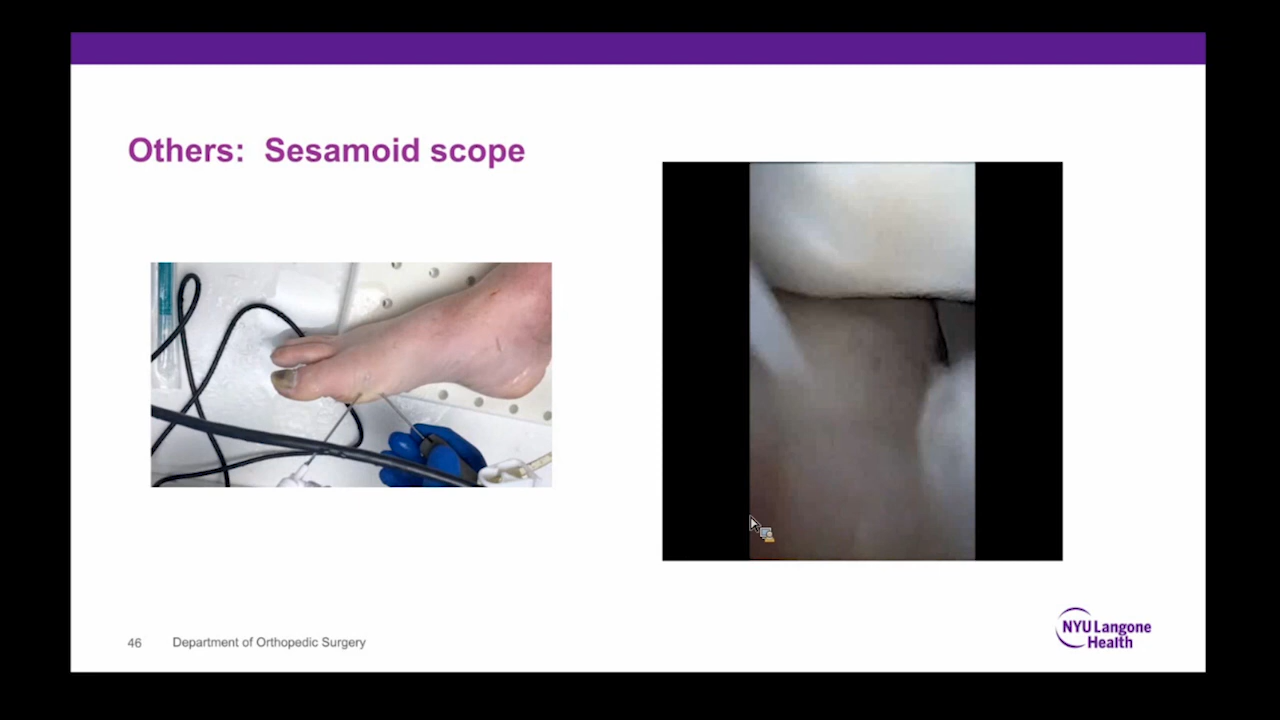 Others:  Sesamoid scope
46
Department of Orthopedic Surgery
NYU Langone
Health